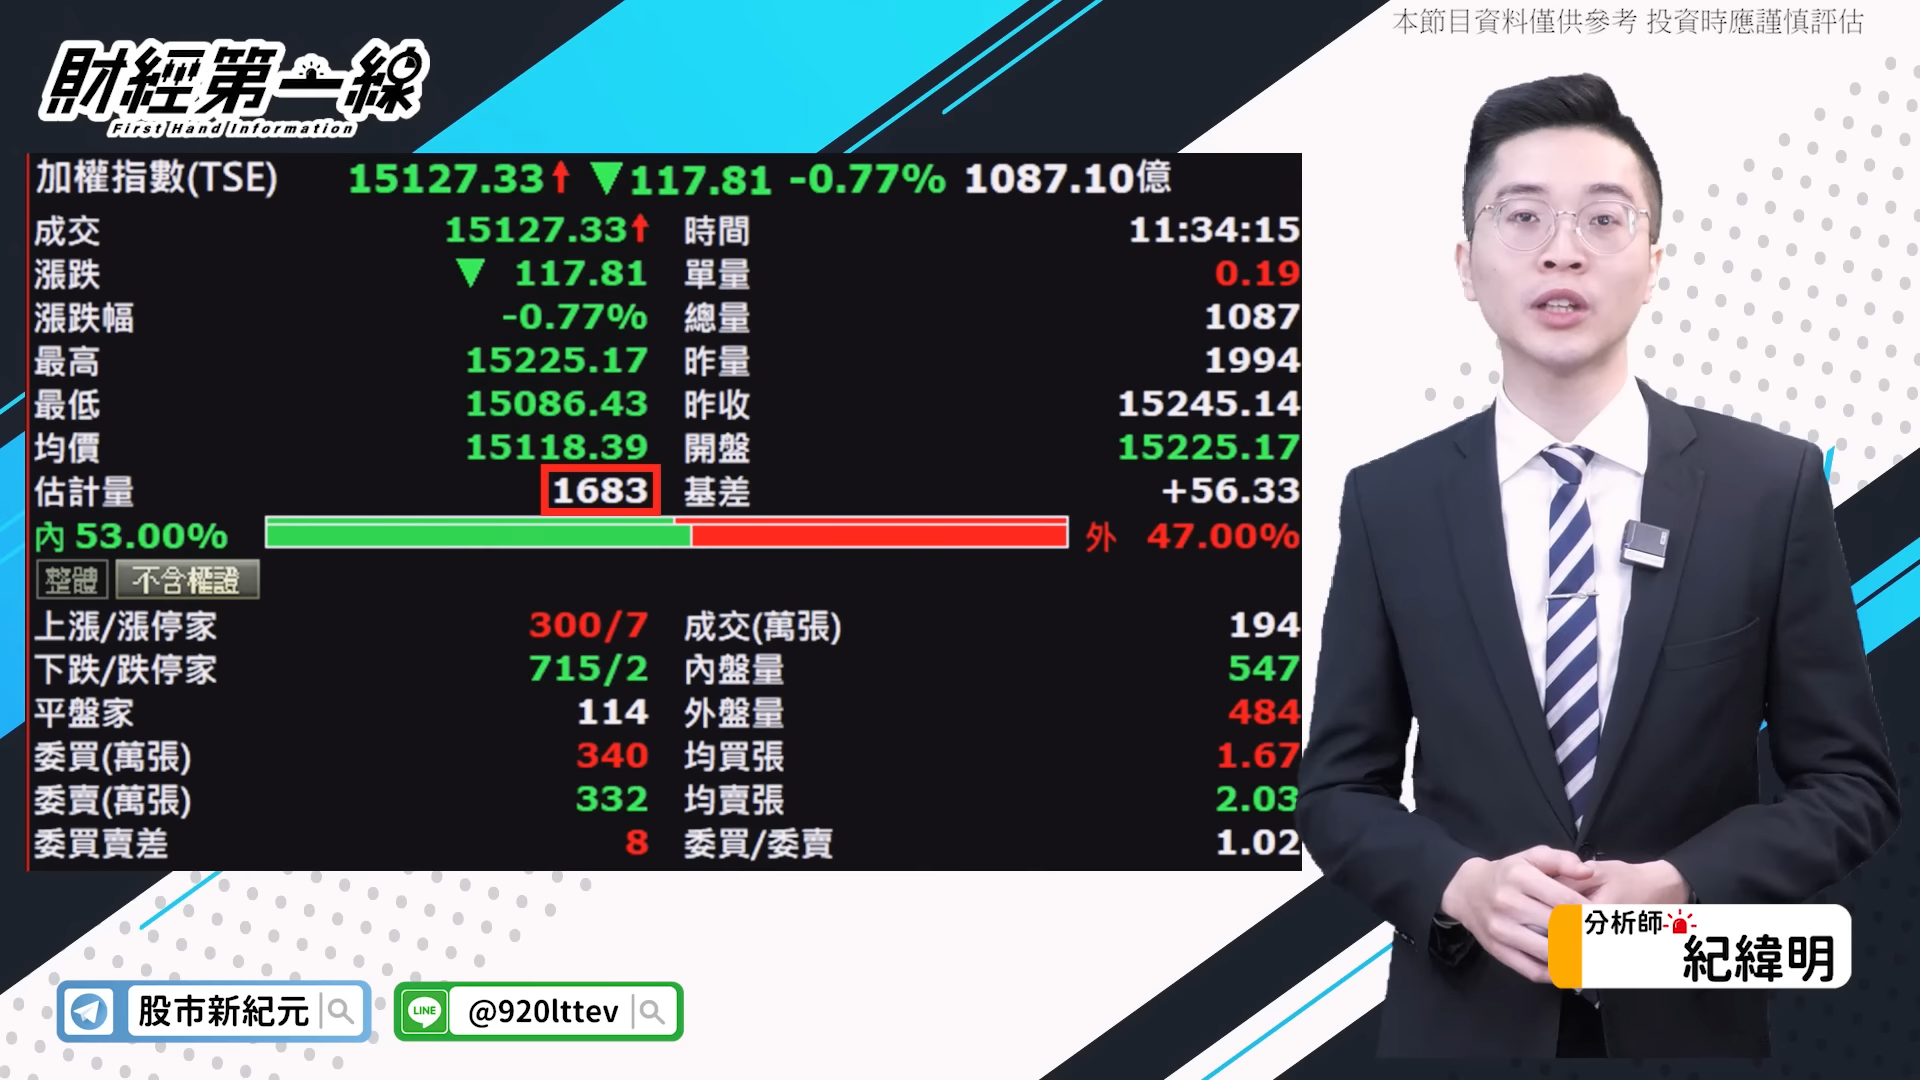 本節目資料僅供參考 投資時應謹慎評估
財經第一線
First Hand Information
加權指數(TSE) 15127.33↑ ▼117.81 -0.77% 1087.10億
成交 15127.33↑ 時間 11:34:15
漲跌 ▼ 117.81 單量 0.19
漲跌幅 -0.77% 總量 1087
最高 15225.17 昨量 1994
最低 15086.43 昨收 15245.14
均價 15118.39 開盤 15225.17
估計量 1683 基差 +56.33
內 53.00% 外 47.00%
整體 不含權證
上漲/漲停家 300/7 成交(萬張) 194
下跌/跌停家 715/2 內盤量 547
平盤家 114 外盤量 484
委買(萬張) 340 均買張 1.67
委賣(萬張) 332 均賣張 2.03
委買賣差 8 委買/委賣 1.02
分析師
紀緯明
股市新紀元
LINE @920lttev